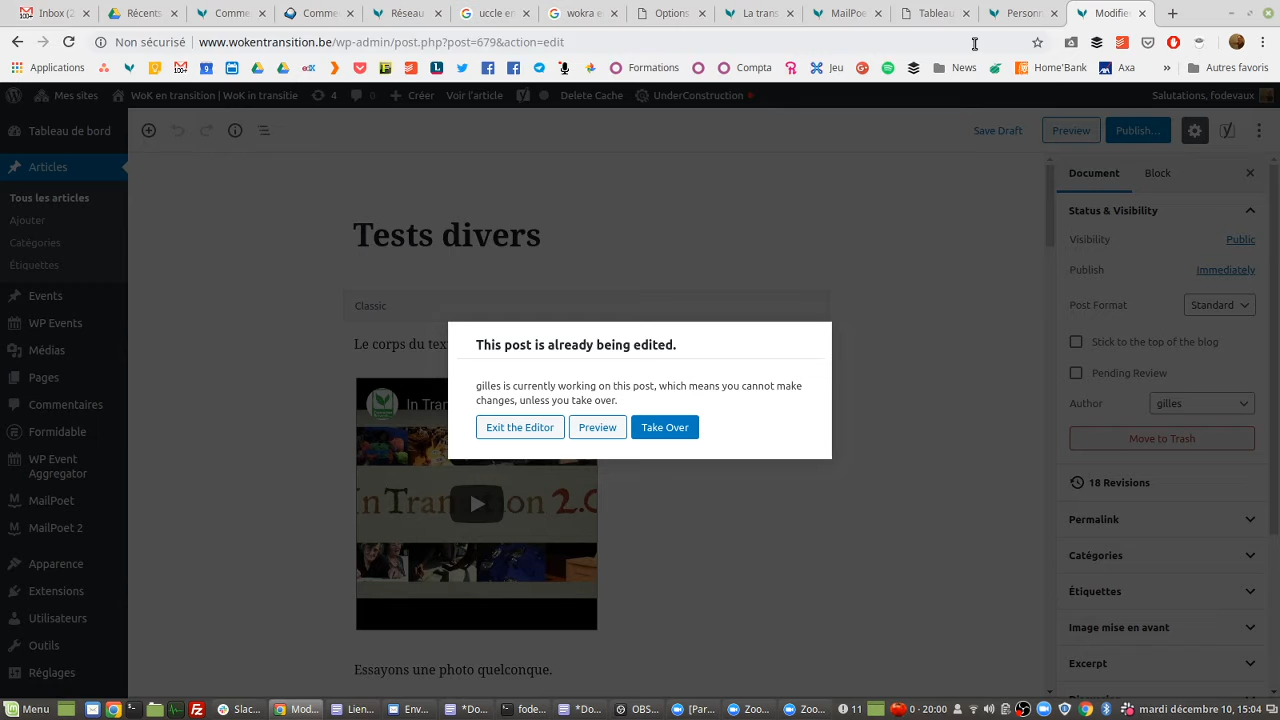 Inbox (2
Récents
Comme
Comme
Réseau
uccle er
wokra e
Options
La trans
MailPoe
Tableau
Personn
Modifie
Non sécurisé
www.wokentransition.be/wp-admin/post.php?post=679&action=edit
Applications
Formations
Compta
Jeu
News
Home'Bank
Axa
»
Autres favoris
Mes sites
WoK en transition | WoK in transitie
4
Créer
Voir l'article
Delete Cache
UnderConstruction
Salutations, fodevaux
Tableau de bord
Articles
Tous les articles
Ajouter
Catégories
Étiquettes
Events
WP Events
Médias
Pages
Commentaires
Formidable
WP Event
Aggregator
MailPoet
MailPoet 2
Apparence
Extensions
Utilisateurs
Outils
Réglages
Save Draft
Preview
Publish...
Tests divers
Classic
Le corps du tex
In Tran
InTransition 2.0
Essayons une photo quelconque.
This post is already being edited.
gilles is currently working on this post, which means you cannot make
changes, unless you take over.
Exit the Editor
Preview
Take Over
Document
Block
Status & Visibility
Visibility
Public
Publish
Immediately
Post Format
Standard
Stick to the top of the blog
Pending Review
Author
gilles
Move to Trash
18 Revisions
Permalink
Catégories
Étiquettes
Image mise en avant
Excerpt
Menu
Slac...
Mod...
Lien...
Env...
*Do...
fode...
*Do...
OBS...
[Par...
Zoo...
Zoo...
11
0 - 20:00
mardi 10 décembre, 15:04